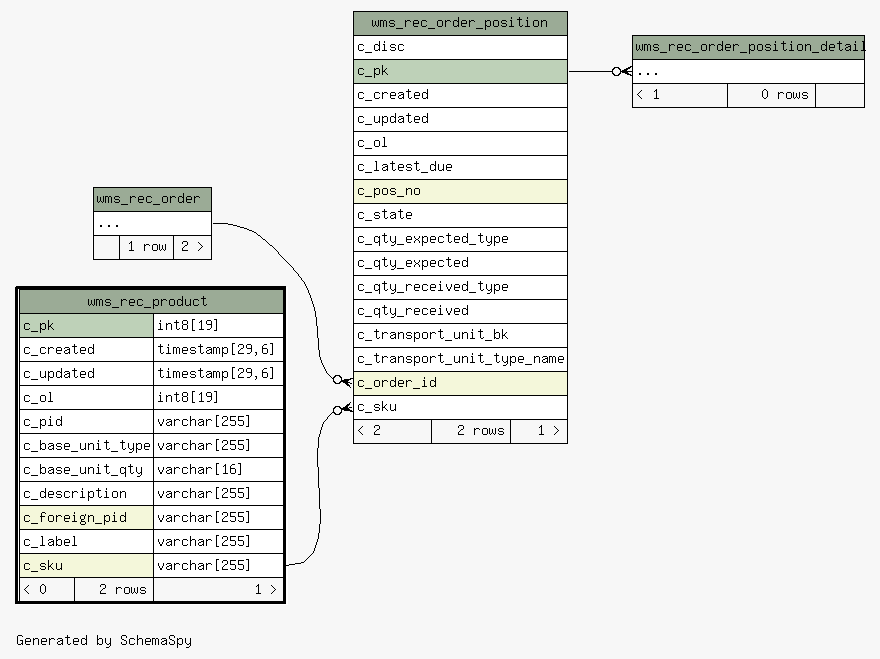 wms_rec_order_position
c_disc
c_pk
c_created
c_updated
c_ol
c_latest_due
c_pos_no
c_state
c_qty_expected_type
c_qty_expected
c_qty_received_type
c_qty_received
c_transport_unit_bk
c_transport_unit_type_name
c_order_id
c_sku
< 2 2 rows 1 >
wms_rec_order_position_detail
...
< 1 0 rows
wms_rec_order
...
1 row 2 >
wms_rec_product
c_pk int8[19]
c_created timestamp[29,6]
c_updated timestamp[29,6]
c_ol int8[19]
c_pid varchar[255]
c_base_unit_type varchar[255]
c_base_unit_qty varchar[16]
c_description varchar[255]
c_foreign_pid varchar[255]
c_label varchar[255]
c_sku varchar[255]
< 0 2 rows 1 >
Generated by SchemaSpy